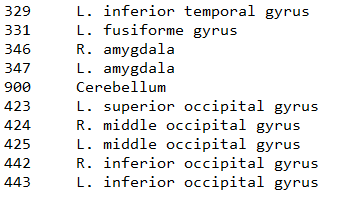 329 L. inferior temporal gyrus
331 L. fusiforme gyrus
346 R. amygdala
347 L. amygdala
900 Cerebellum
423 L. superior occipital gyrus
424 R. middle occipital gyrus
425 L. middle occipital gyrus
442 R. inferior occipital gyrus
443 L. inferior occipital gyrus